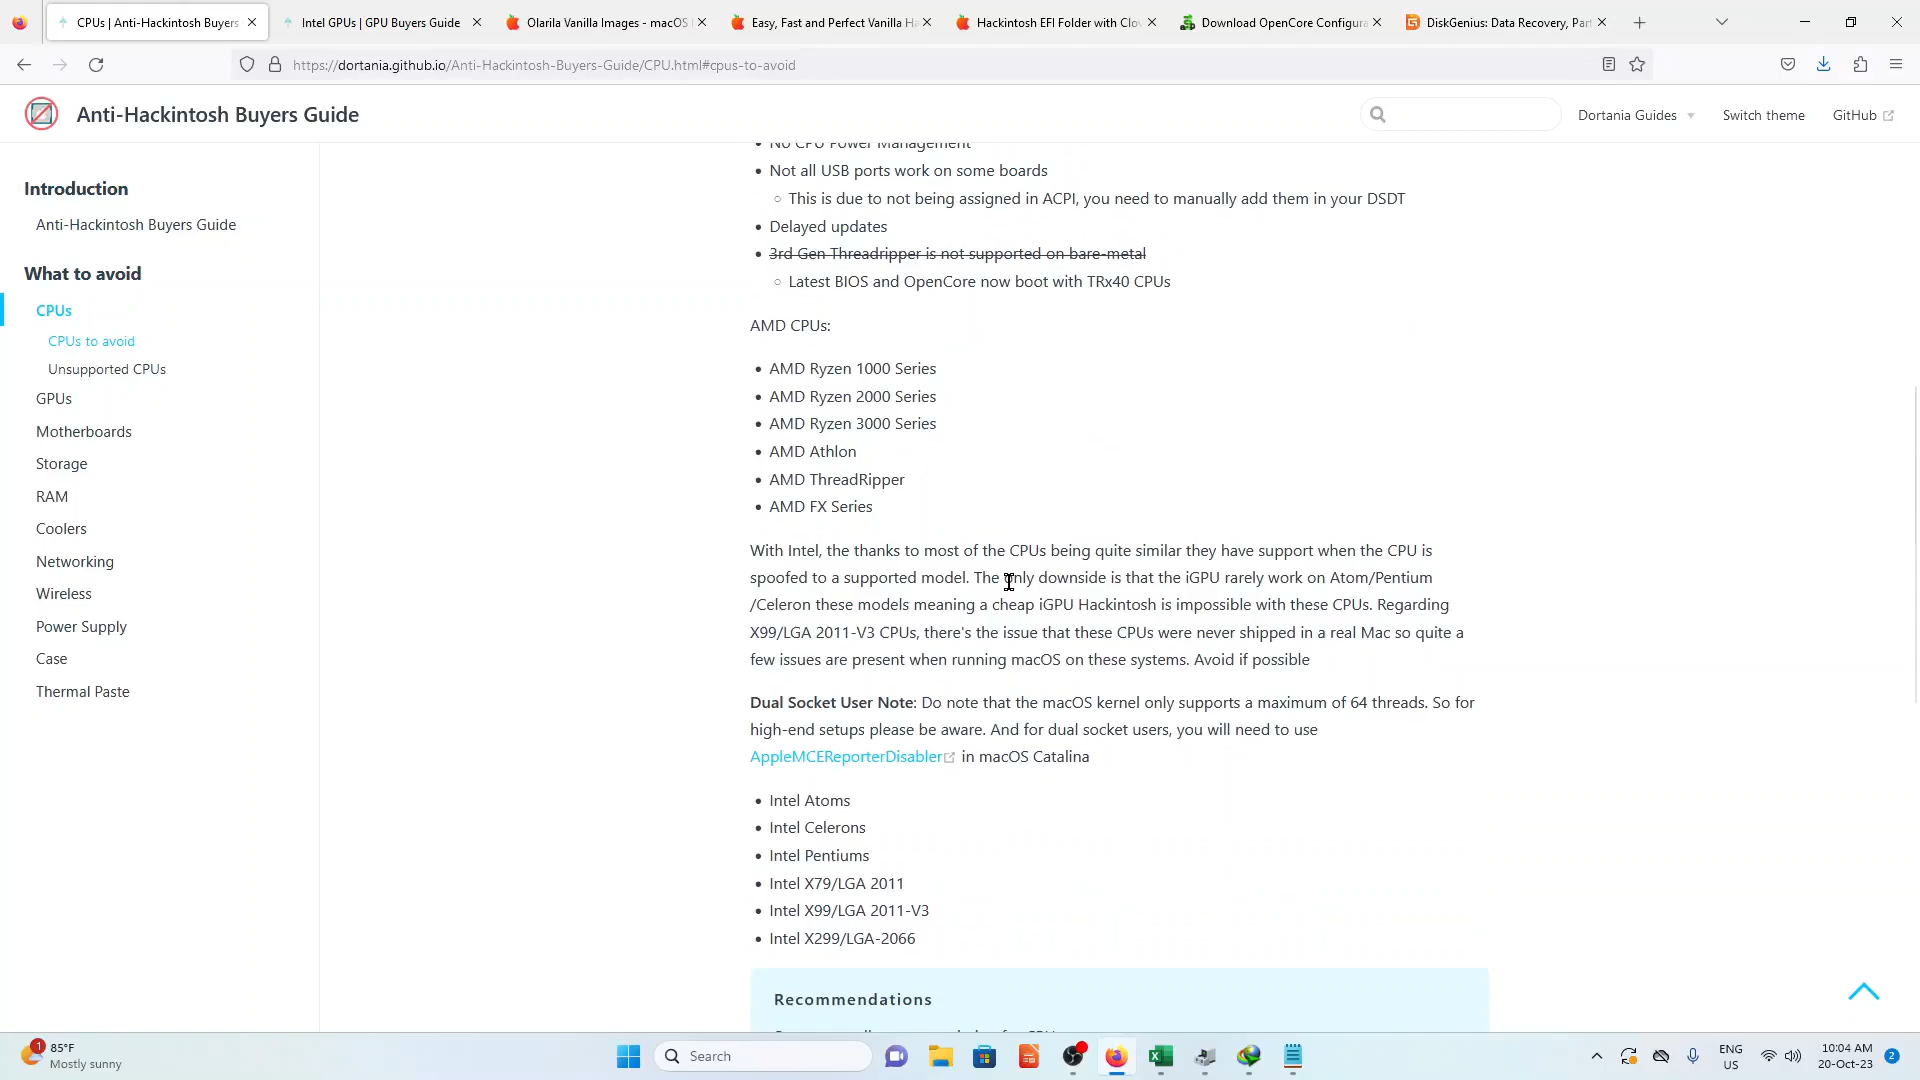 CPUs | Anti-Hackintosh Buyers
Intel GPUs | GPU Buyers Guide
Olarila Vanilla Images - macOS
Easy, Fast and Perfect Vanilla Ha
Hackintosh EFI Folder with Clov
Download OpenCore Configura
DiskGenius: Data Recovery, Part
https://dortania.github.io/Anti-Hackintosh-Buyers-Guide/CPU.html#cpus-to-avoid
Anti-Hackintosh Buyers Guide
Dortania Guides
Switch theme
GitHub
Introduction
Anti-Hackintosh Buyers Guide
What to avoid
CPUs
CPUs to avoid
Unsupported CPUs
GPUs
Motherboards
Storage
RAM
Coolers
Networking
Wireless
Power Supply
Case
Thermal Paste
No CPU Power Management
Not all USB ports work on some boards
This is due to not being assigned in ACPI, you need to manually add them in your DSDT
Delayed updates
3rd Gen Threadripper is not supported on bare-metal
Latest BIOS and OpenCore now boot with TRx40 CPUs
AMD CPUs:
AMD Ryzen 1000 Series
AMD Ryzen 2000 Series
AMD Ryzen 3000 Series
AMD Athlon
AMD ThreadRipper
AMD FX Series
With Intel, the thanks to most of the CPUs being quite similar they have support when the CPU is
spoofed to a supported model. The only downside is that the iGPU rarely work on Atom/Pentium
/Celeron these models meaning a cheap iGPU Hackintosh is impossible with these CPUs. Regarding
X99/LGA 2011-V3 CPUs, there's the issue that these CPUs were never shipped in a real Mac so quite a
few issues are present when running macOS on these systems. Avoid if possible
Dual Socket User Note: Do note that the macOS kernel only supports a maximum of 64 threads. So for
high-end setups please be aware. And for dual socket users, you will need to use
AppleMCEReporterDisabler in macOS Catalina
Intel Atoms
Intel Celerons
Intel Pentiums
Intel X79/LGA 2011
Intel X99/LGA 2011-V3
Intel X299/LGA-2066
Recommendations
1
85°F
Mostly sunny
Search
ENG
US
10:04 AM
20-Oct-23
2